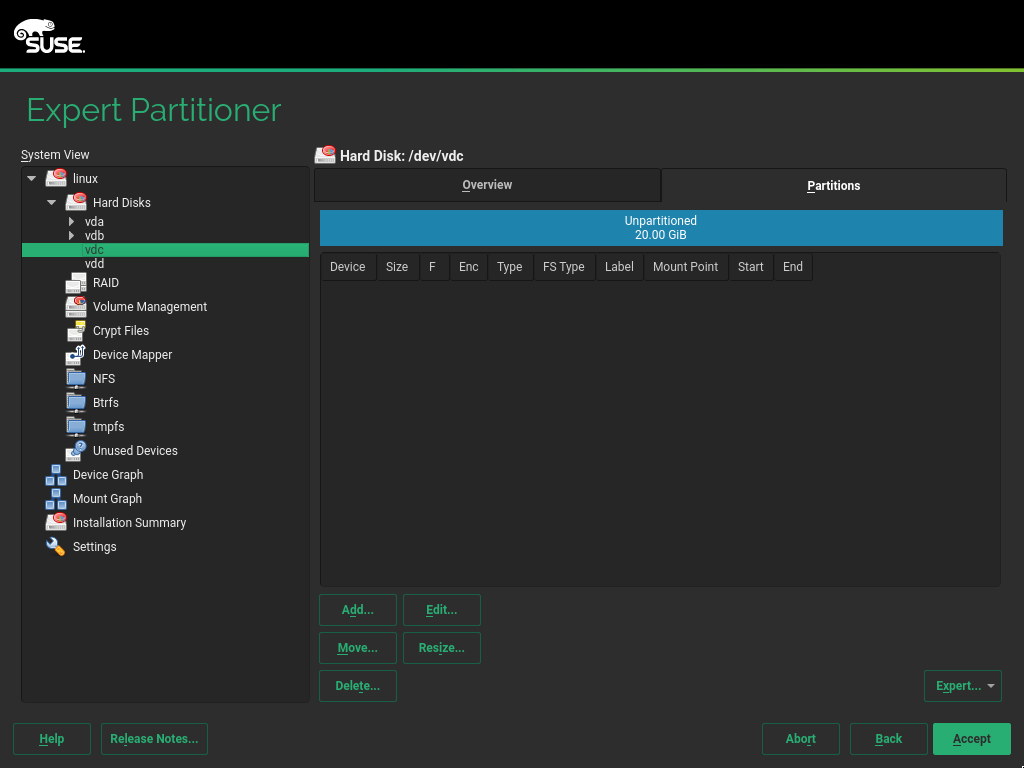 SUSE.
Expert Partitioner
System View
linux
Hard Disks
vda
vdb
vdc
vdd
RAID
Volume Management
Crypt Files
Device Mapper
NFS
Btrfs
tmpfs
Unused Devices
Device Graph
Mount Graph
Installation Summary
Settings
Hard Disk: /dev/vdc
Overview Partitions
Unpartitioned
20.00 GiB
Device Size F Enc Type FS Type Label Mount Point Start End
Add... Edit...
Move... Resize...
Delete... Expert...
Help Release Notes... Abort Back Accept